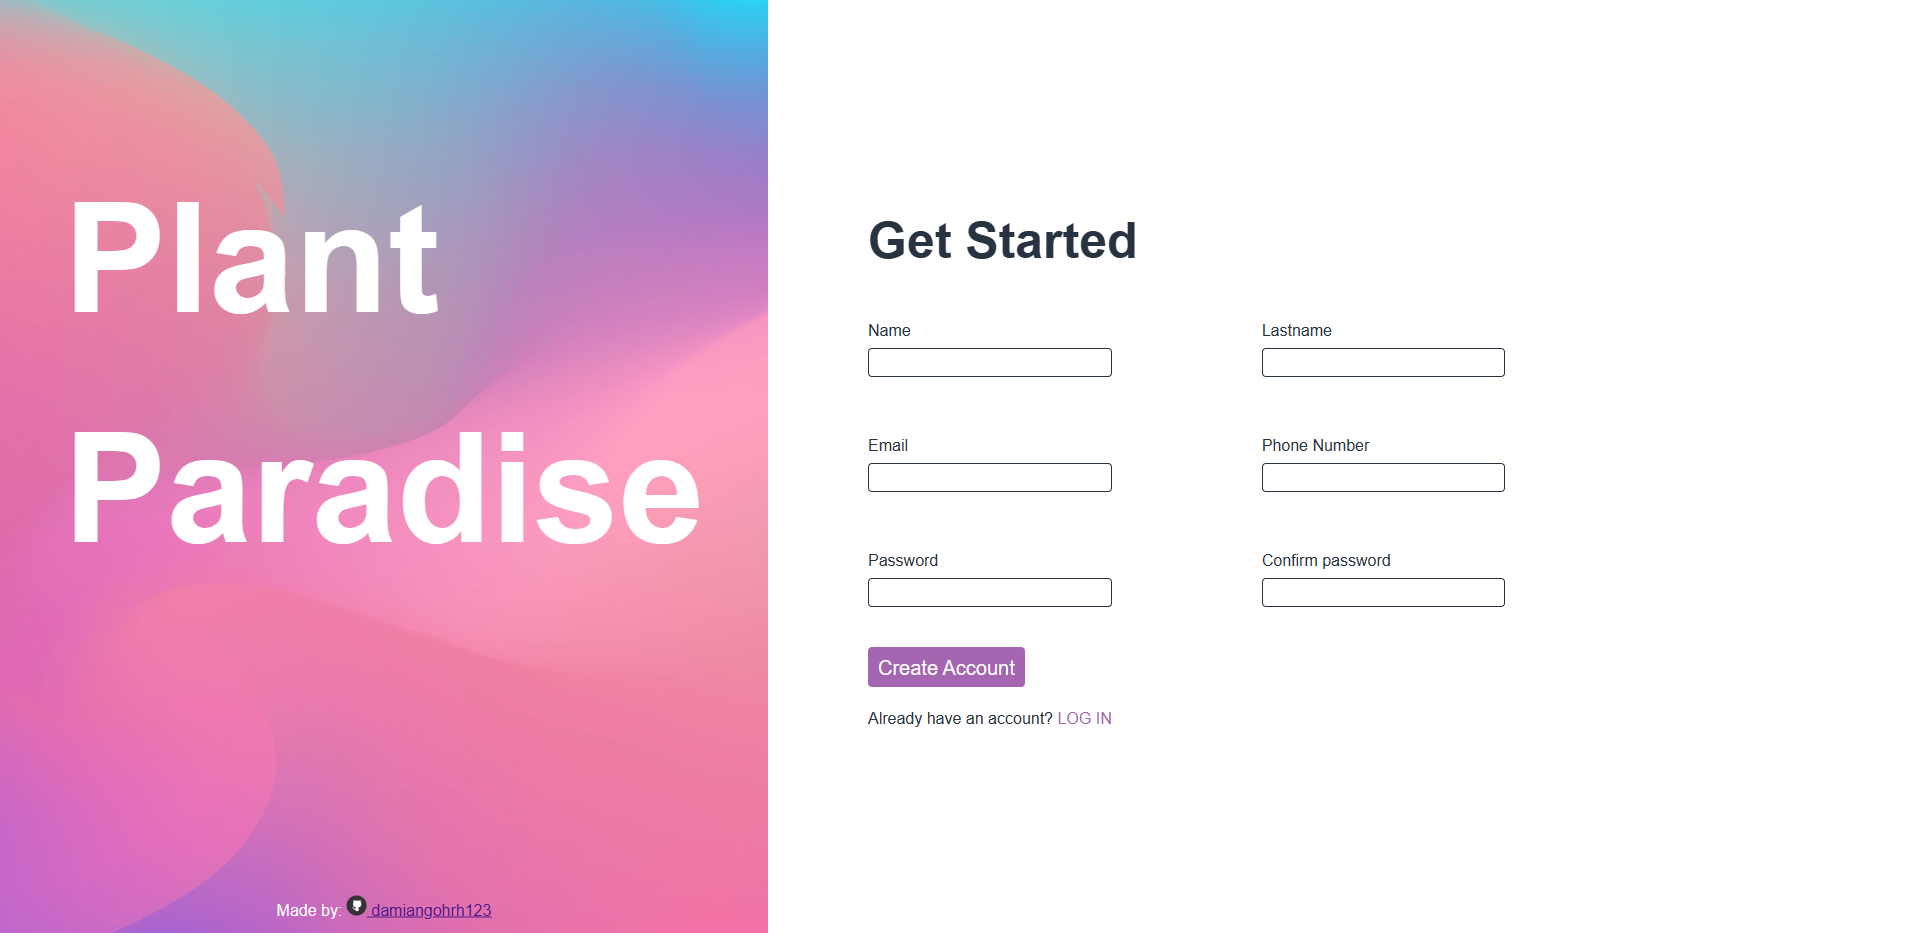 Plant
Paradise
Made by: damiangohrh123
Get Started
Name
Lastname
Email
Phone Number
Password
Confirm password
Create Account
Already have an account? LOG IN